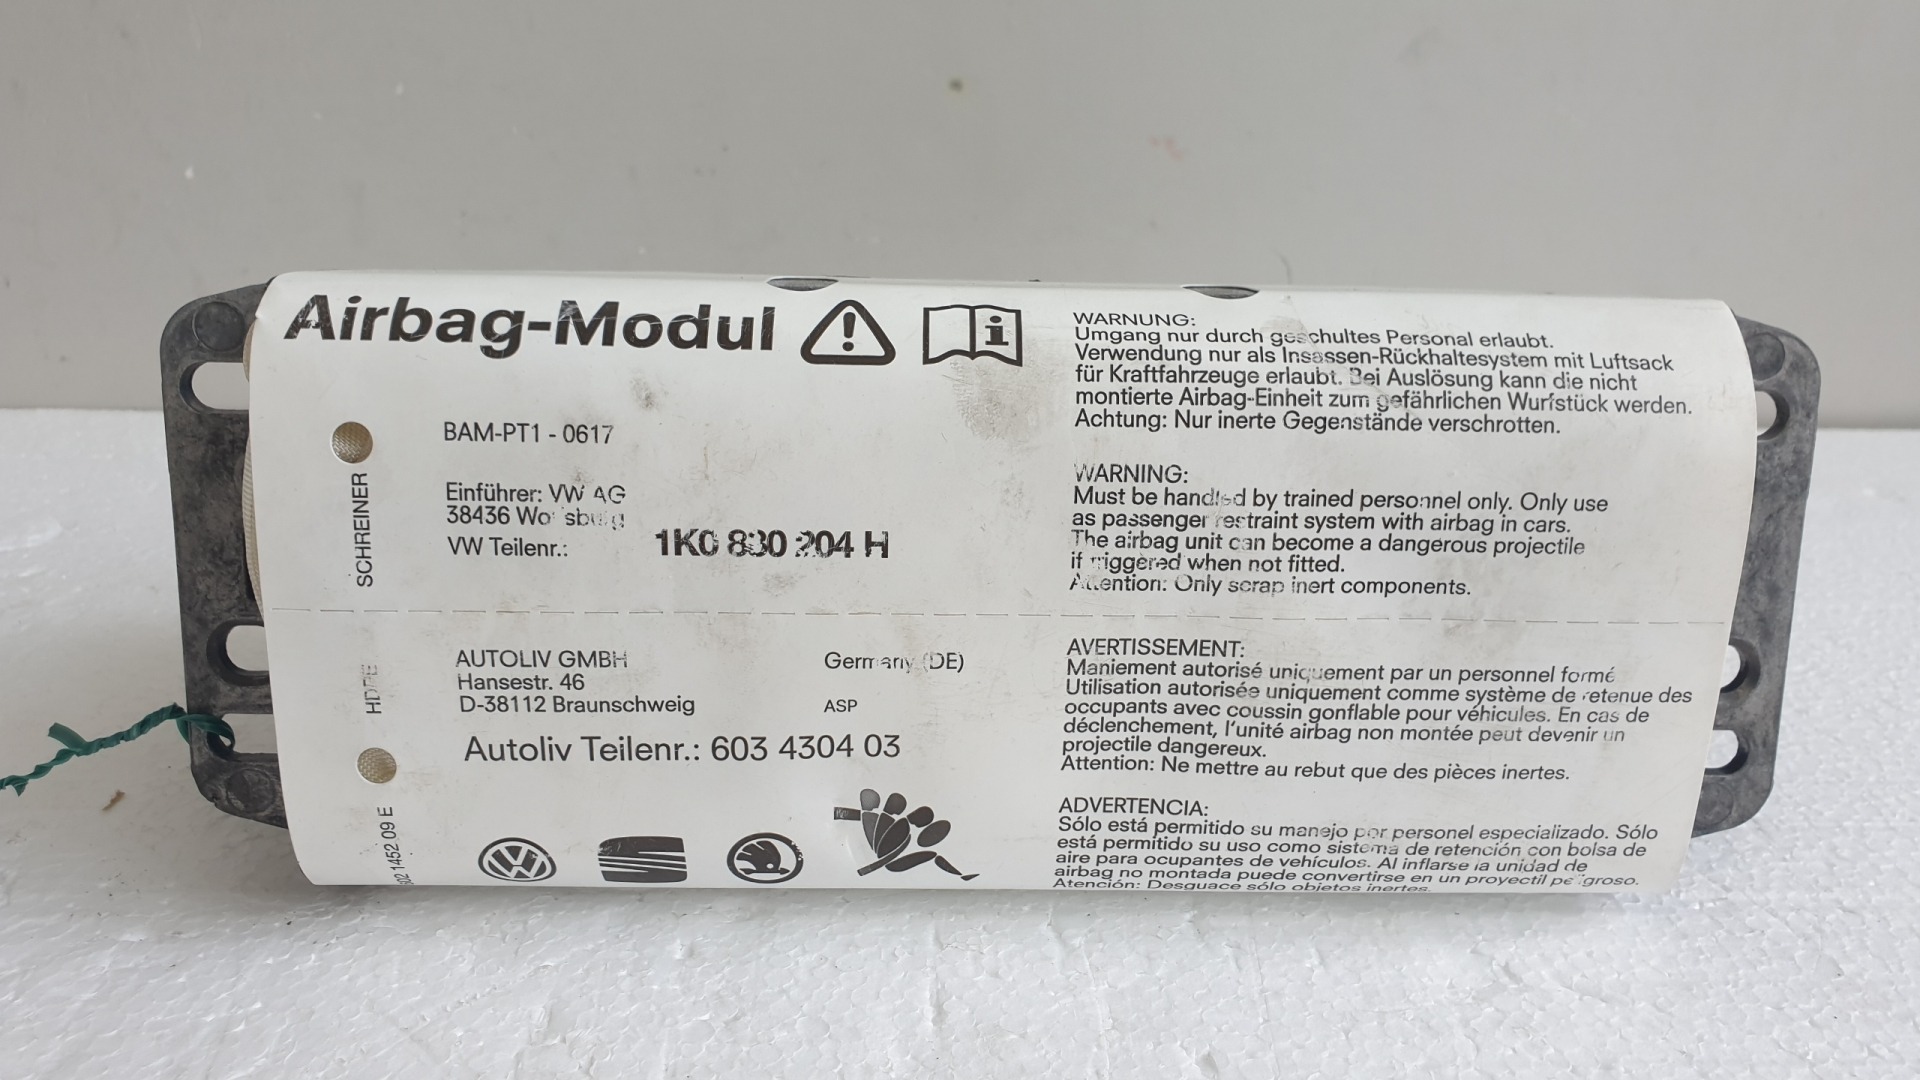 Airbag-Modul
BAM-PT1 - 0617
Einführer: VW AG
38436
VW Teilenr.: 1K0 880 204 H
SCHREINER
HDPE
AUTOLIV GMBH
Hansestr. 46
D-38112 Braunschweig
Germany (DE)
ASP
Autoliv Teilenr.: 603 4304 03
1452 09 E
WARNUNG:
Umgang nur durch geschultes Personal erlaubt.
Verwendung nur als Insassen-Rückhaltesystem mit Luftsack
für Kraftfahrzeuge erlaubt. Bei Auslösung kann die nicht
montierte Airbag-Einheit zum gefährlichen Wurfstück werden.
Achtung: Nur inerte Gegenstände verschrotten.
WARNING:
Must be handled by trained personnel only. Only use
as passenger restraint system with airbag in cars.
The airbag unit can become a dangerous projectile
if triggered when not fitted.
Attention: Only scrap inert components.
AVERTISSEMENT:
Maniement autorisé uniquement par un personnel formé
Utilisation autorisée uniquement comme système de retenue des
occupants avec coussin gonflable pour véhicules. En cas de
déclenchement, l'unité airbag non montée peut devenir un
projectile dangereux.
Attention: Ne mettre au rebut que des pièces inertes.
ADVERTENCIA:
Sólo está permitido su manejo por personel especializado. Sólo
está permitido su uso como sistema de retención con bolsa de
aire para ocupantes de vehículos. Al inflarse la unidad de
airbag no montada puede convertirse en un proyectil peligroso.
Atención: Desguace sólo objetos inertes.